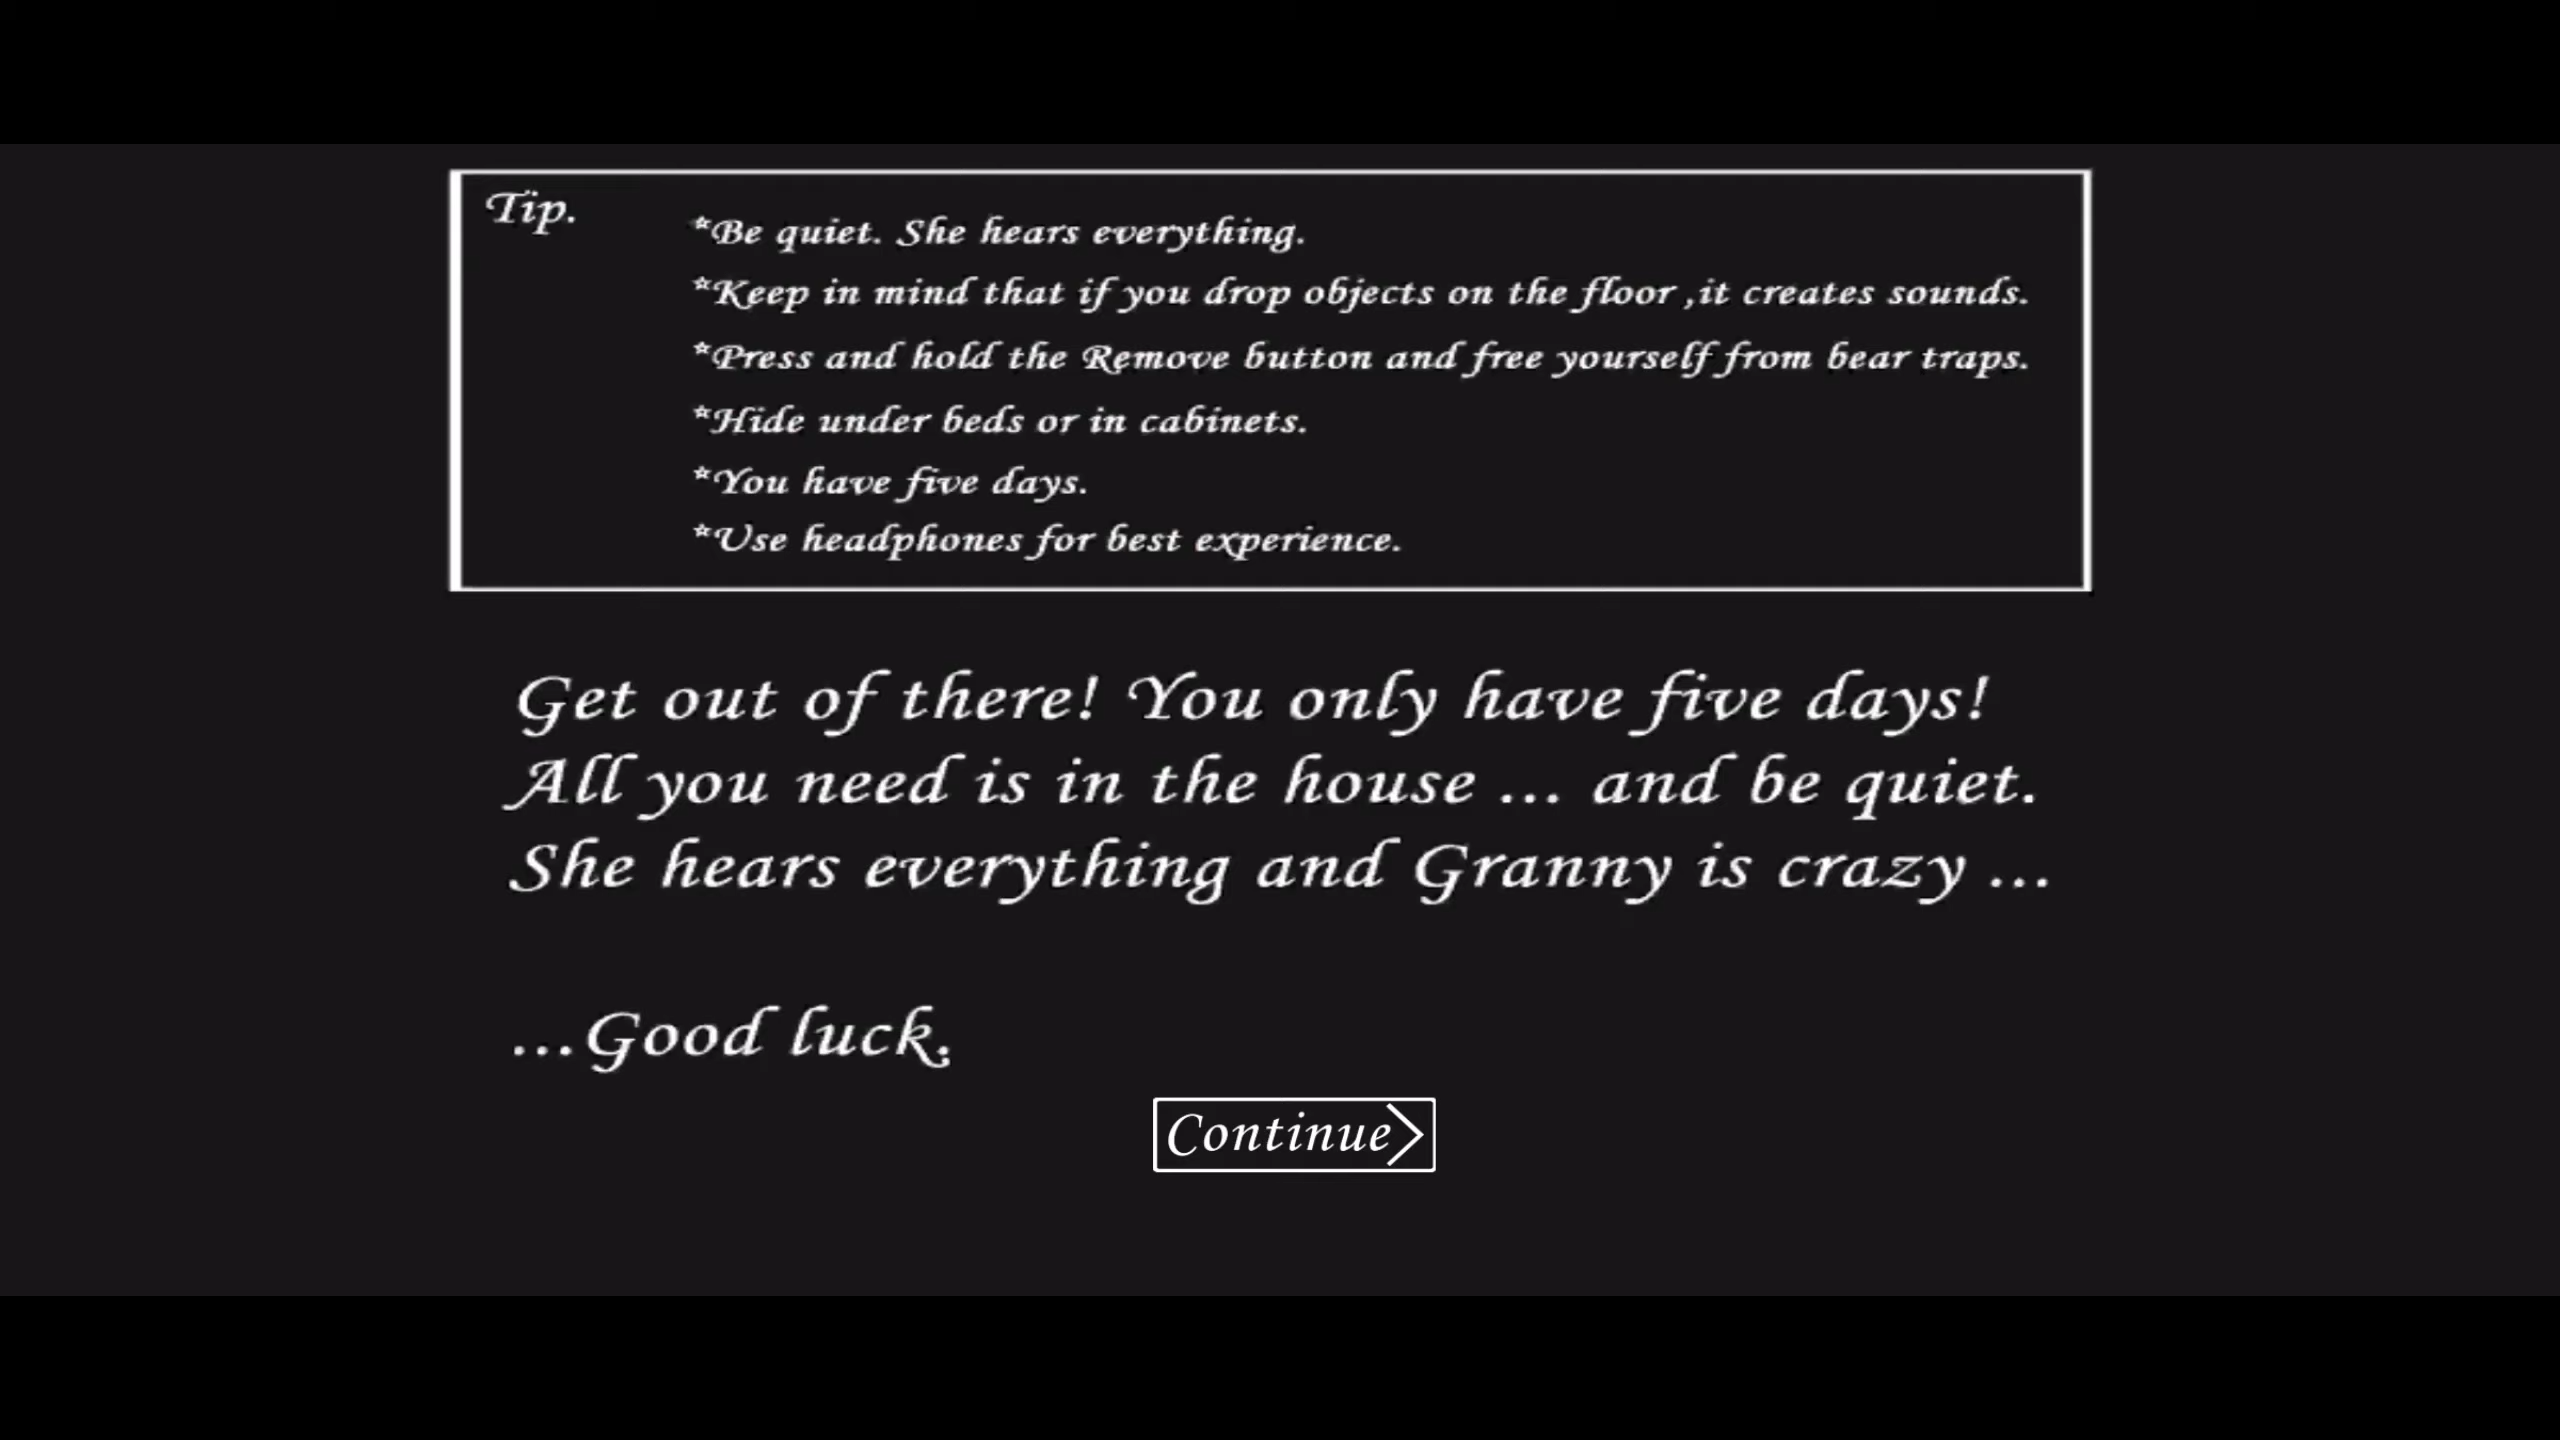 Tip.
*Be quiet. She hears everything.
*Keep in mind that if you drop objects on the floor ,it creates sounds.
*Press and hold the Remove button and free yourself from bear traps.
*Hide under beds or in cabinets.
*You have five days.
*Use headphones for best experience.
Get out of there! You only have five days!
All you need is in the house ... and be quiet.
She hears everything and Granny is crazy ...
...Good luck.
Continue>